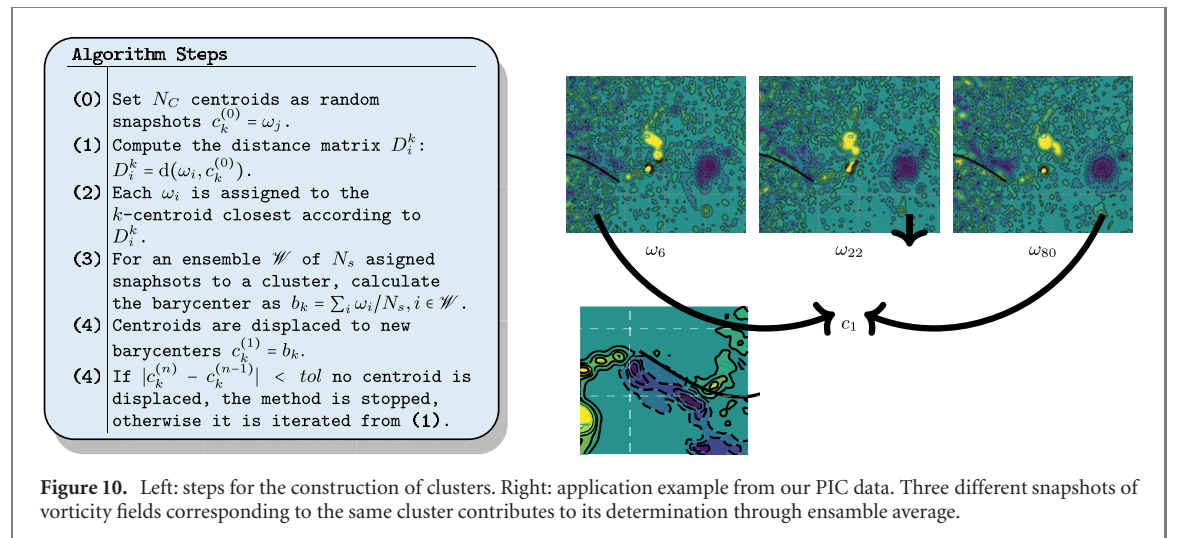 Algorithm Steps
(0) Set N_C centroids as random
snapshots c_k^{(0)} = ω_j.
(1) Compute the distance matrix D_i^k:
D_i^k = d(ω_i, c_k^{(0)}).
(2) Each ω_i is assigned to the
k-centroid closest according to
D_i^k.
(3) For an ensemble 𝒲 of N_s asigned
snaphsots to a cluster, calculate
the barycenter as b_k = ∑_i ω_i/N_s, i ∈ 𝒲.
(4) Centroids are displaced to new
barycenters c_k^{(1)} = b_k.
(4) If |c_k^{(n)} − c_k^{(n−1)}| < tol no centroid is
displaced, the method is stopped,
otherwise it is iterated from (1).
ω_6
ω_22
ω_80
c_1
Figure 10. Left: steps for the construction of clusters. Right: application example from our PIC data. Three different snapshots of
vorticity fields corresponding to the same cluster contributes to its determination through ensamble average.